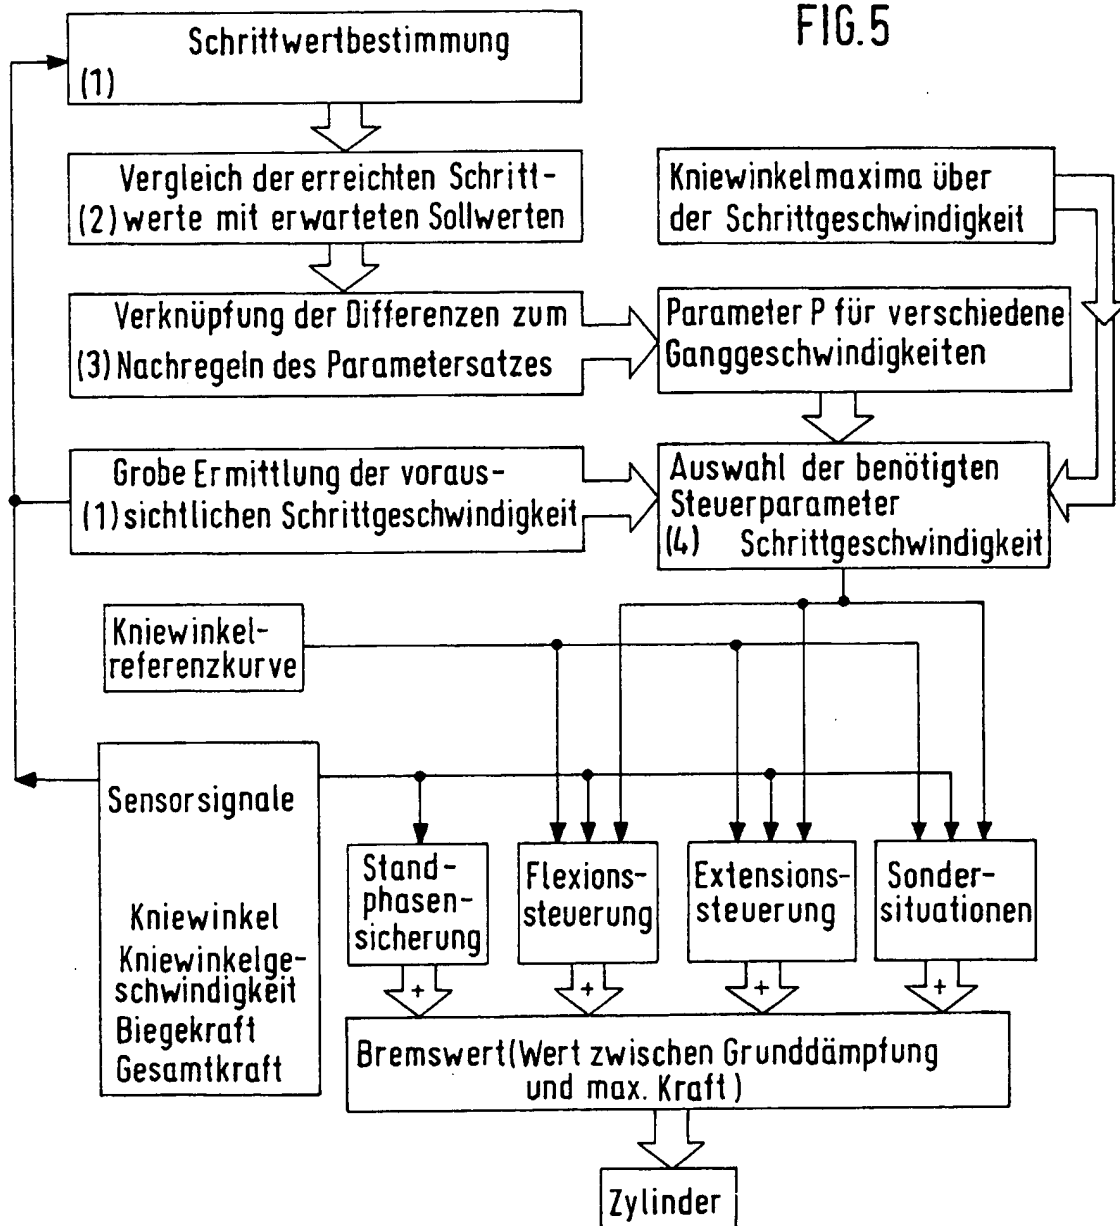 FIG.5
Schrittwertbestimmung
(1)
Vergleich der erreichten Schritt-
(2) werte mit erwarteten Sollwerten
Kniewinkelmaxima über
der Schrittgeschwindigkeit
Verknüpfung der Differenzen zum
(3) Nachregeln des Parametersatzes
Parameter P für verschiedene
Ganggeschwindigkeiten
Grobe Ermittlung der voraus-
(1) sichtlichen Schrittgeschwindigkeit
Auswahl der benötigten
Steuerparameter
(4) Schrittgeschwindigkeit
Kniewinkel-
referenzkurve
Sensorsignale
Kniewinkel
Kniewinkelge-
schwindigkeit
Biegekraft
Gesamtkraft
Stand-
phasen-
sicherung
Flexions-
steuerung
Extensions-
steuerung
Sonder-
situationen
+ + + +
Bremswert (Wert zwischen Grunddämpfung
und max. Kraft)
Zylinder